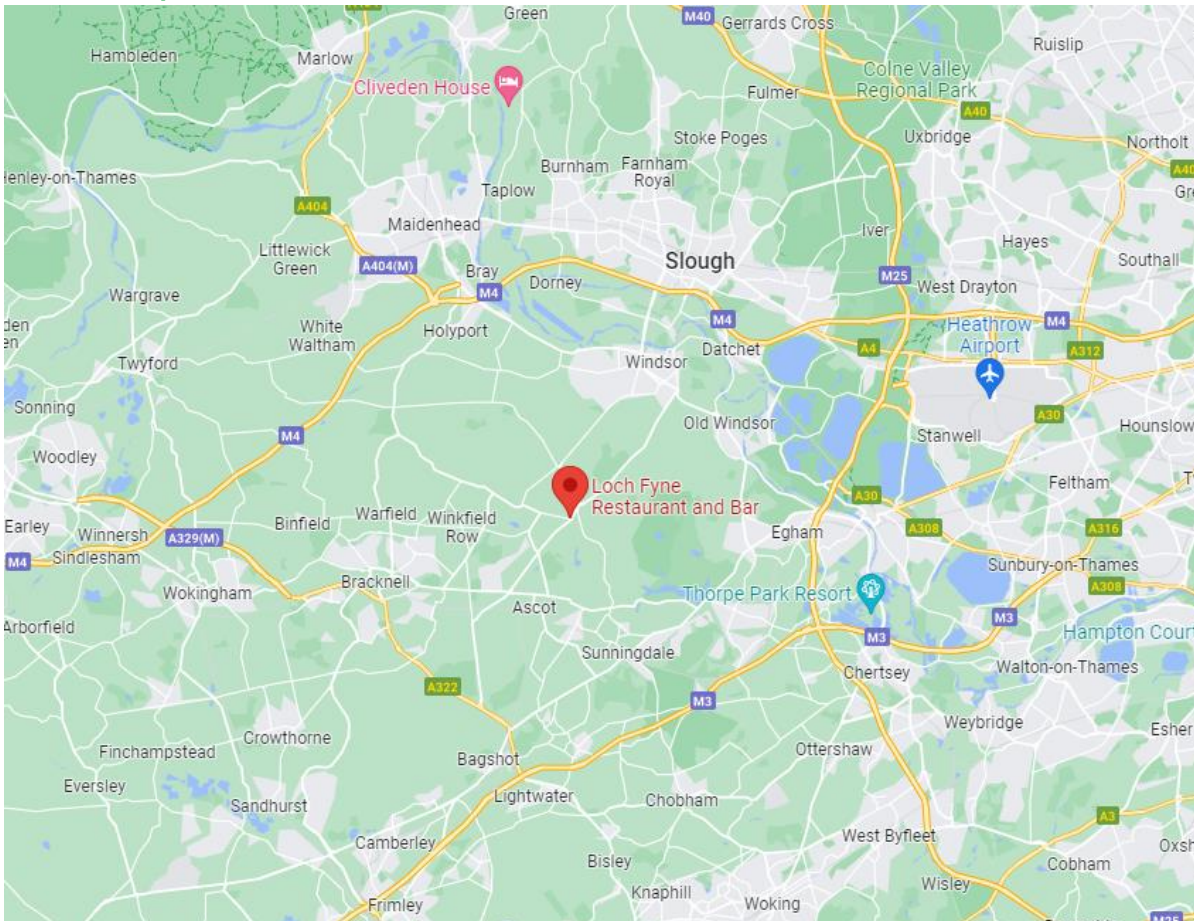 Green
M40
Gerrards Cross
Hambleden
Marlow
Ruislip
Colne Valley
Regional Park
Cliveden House
Fulmer
A40
Stoke Poges
Uxbridge
Northolt
Burnham
Farnham
Royal
Henley-on-Thames
Taplow
A404
Maidenhead
Iver
Hayes
Littlewick
Green
A404(M)
Bray
Slough
Southall
M25
Dorney
West Drayton
Wargrave
M4
M4
M4
White
Waltham
Holyport
Heathrow
Airport
Datchet
A4
A312
Twyford
Windsor
Sonning
A30
Old Windsor
M4
Stanwell
Hounslow
Woodley
Loch Fyne
Restaurant and Bar
Feltham
A30
Earley
Winnersh
Binfield
Warfield
Winkfield
Row
A308
A316
Egham
A329(M)
M4
Sindlesham
Sunbury-on-Thames
Bracknell
A308
Wokingham
Thorpe Park Resort
Ascot
M3
Arborfield
M3
Hampton Court
Sunningdale
Walton-on-Thames
Chertsey
A322
M3
Weybridge
Esher
Crowthorne
Finchampstead
Ottershaw
Bagshot
Eversley
Lightwater
Chobham
Sandhurst
A3
Camberley
West Byfleet
Bisley
Cobham
Knaphill
Wisley
Frimley
Woking
M25